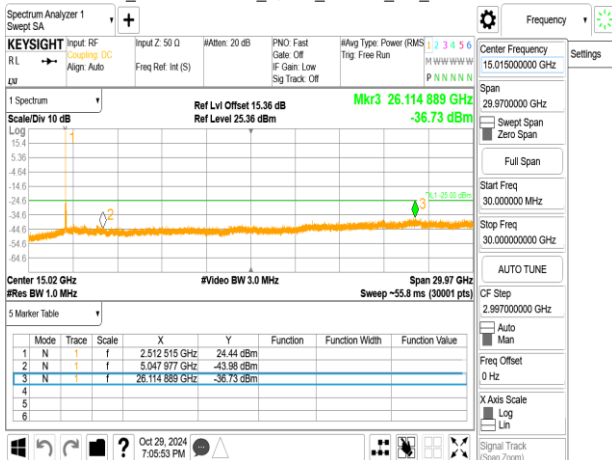 Spectrum Analyzer 1
Swept SA
Frequency
Settings
KEYSIGHT
RL
Input: RF
Coupling: DC
Align: Auto
Input Z: 50 Ω
Freq Ref: Int (S)
#Atten: 20 dB
PNO: Fast
Gate: Off
IF Gain: Low
Sig Track: Off
#Avg Type: Power (RMS
Trig: Free Run
1 2 3 4 5 6
M W W W W W
P N N N N N
1 Spectrum
Scale/Div 10 dB
Ref Lvl Offset 15.36 dB
Ref Level 25.36 dBm
Mkr3 26.114 889 GHz
-36.73 dBm
Log
15.4
5.36
-4.64
-14.6
-24.6
-34.6
-44.6
-54.6
-64.6
1
2
3
-25.00 dBm
Center 15.02 GHz
#Res BW 1.0 MHz
#Video BW 3.0 MHz
Span 29.97 GHz
Sweep ~55.8 ms (30001 pts)
5 Marker Table
Mode Trace Scale X Y Function Function Width Function Value
1 N 1 f 2.512 515 GHz 24.44 dBm
2 N 1 f 5.047 977 GHz -43.98 dBm
3 N 1 f 26.114 889 GHz -36.73 dBm
4
5
6
Oct 29, 2024
7:05:53 PM
Center Frequency
15.015000000 GHz
Span
29.9700000 GHz
Swept Span
Zero Span
Full Span
Start Freq
30.000000 MHz
Stop Freq
30.000000000 GHz
AUTO TUNE
CF Step
2.997000000 GHz
Auto
Man
Freq Offset
0 Hz
X Axis Scale
Log
Lin
Signal Track
(Span Zoom)